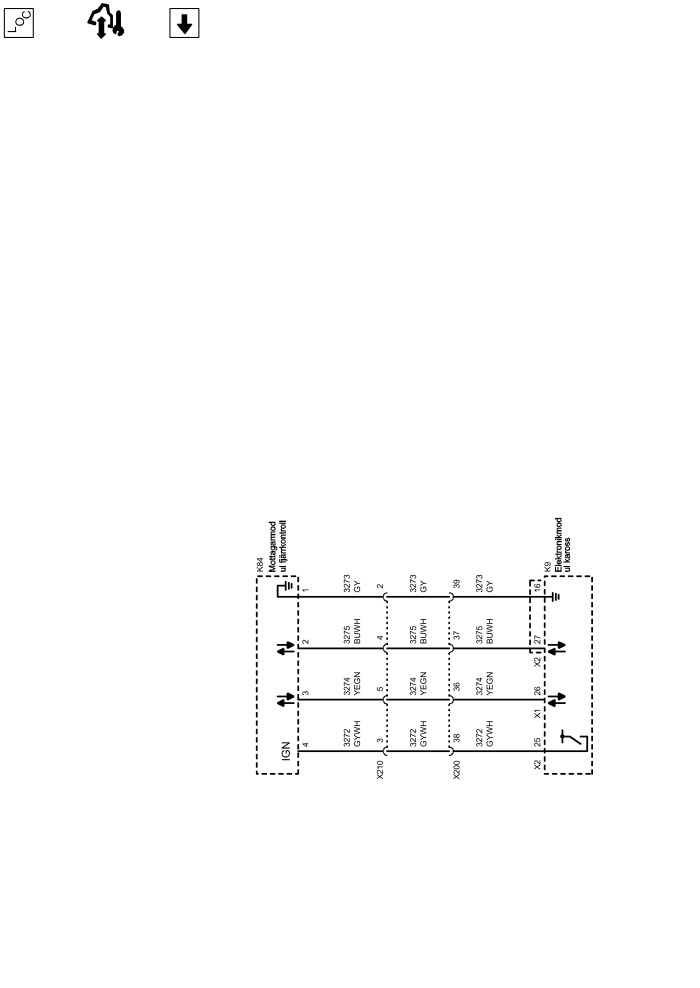 LOC
K84
Mottagarmod
ul fjärrkontroll
1
3273
GY
2
3273
GY
39
3273
GY
16
K9
Elektronikmod
ul kaross
2
3275
BUWH
4
3275
BUWH
37
3275
BUWH
27
X2
3
3274
YEGN
5
3274
YEGN
36
3274
YEGN
26
X1
IGN
4
3272
GYWH
3
3272
GYWH
38
3272
GYWH
25
X2
X210
X200